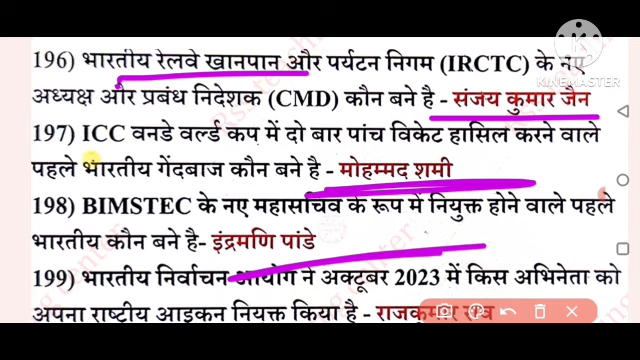 196) भारतीय रेलवे खानपान और पर्यटन निगम (IRCTC) के नए
अध्यक्ष और प्रबंध निदेशक (CMD) कौन बने है - संजय कुमार जैन
197) ICC वनडे वर्ल्ड कप में दो बार पांच विकेट हासिल करने वाले
पहले भारतीय गेंदबाज कौन बने है - मोहम्मद शमी
198) BIMSTEC के नए महासचिव के रूप मे नियुक्त होने वाले पहले
भारतीय कौन बने है- इंद्रमणि पांडे
199) भारतीय निर्वाचन आयोग ने अक्टूबर 2023 में किस अभिनेता को
अपना राष्ट्रीय आइकन नियुक्त किया है - राजकुमार राव
KINEMASTER